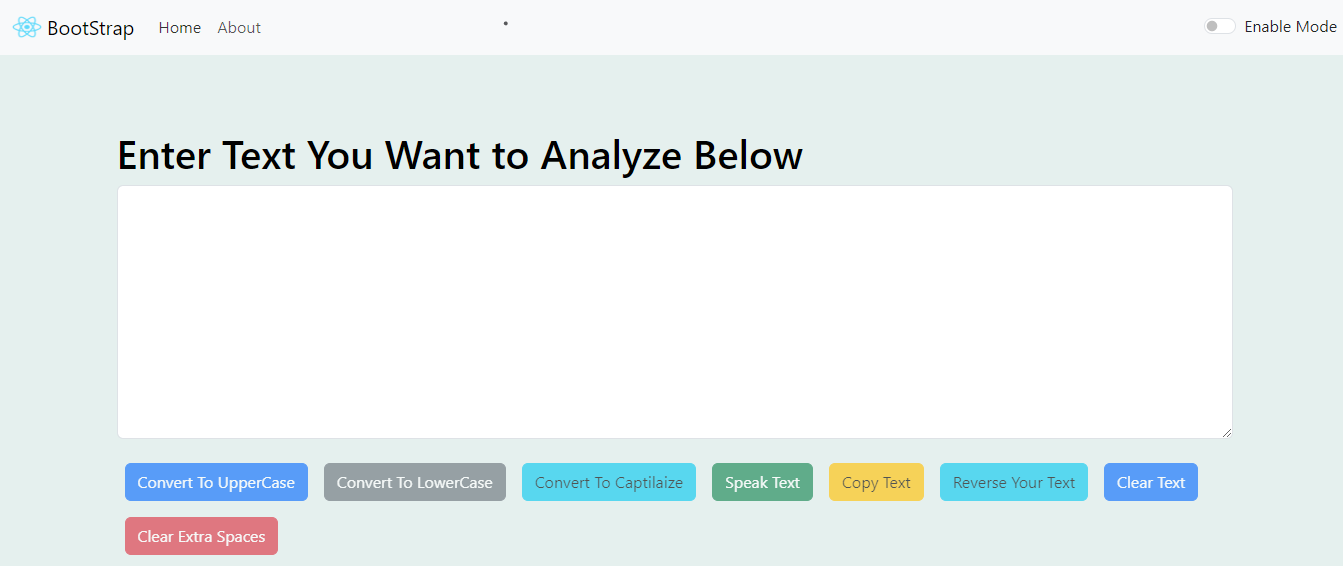 BootStrap Home About Enable Mode
Enter Text You Want to Analyze Below
Convert To UpperCase Convert To LowerCase Convert To Captilaize Speak Text Copy Text Reverse Your Text Clear Text
Clear Extra Spaces